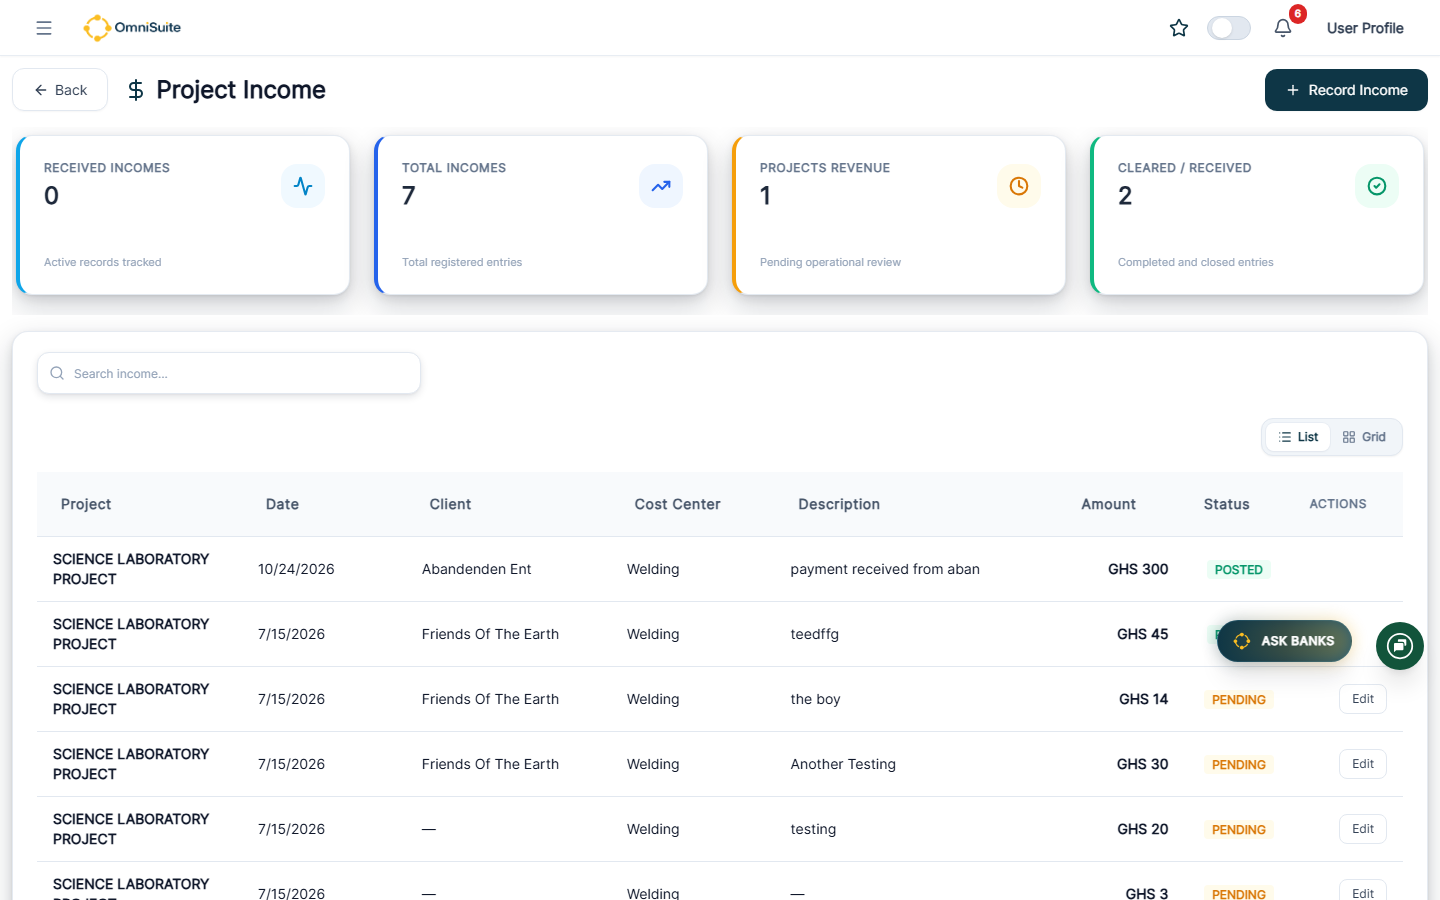 OmniSuite
6
User Profile
Back
Project Income
Record Income
RECEIVED INCOMES
0
Active records tracked
TOTAL INCOMES
7
Total registered entries
PROJECTS REVENUE
1
Pending operational review
CLEARED / RECEIVED
2
Completed and closed entries
Search income...
List
Grid
Project Date Client Cost Center Description Amount Status ACTIONS
SCIENCE LABORATORY
PROJECT
10/24/2026 Abandenden Ent Welding payment received from aban GHS 300 POSTED
SCIENCE LABORATORY
PROJECT
7/15/2026 Friends Of The Earth Welding teedffg GHS 45
ASK BANKS
SCIENCE LABORATORY
PROJECT
7/15/2026 Friends Of The Earth Welding the boy GHS 14 PENDING Edit
SCIENCE LABORATORY
PROJECT
7/15/2026 Friends Of The Earth Welding Another Testing GHS 30 PENDING Edit
SCIENCE LABORATORY
PROJECT
7/15/2026 — Welding testing GHS 20 PENDING Edit
SCIENCE LABORATORY
7/15/2026 — Welding — GHS 3 PENDING Edit